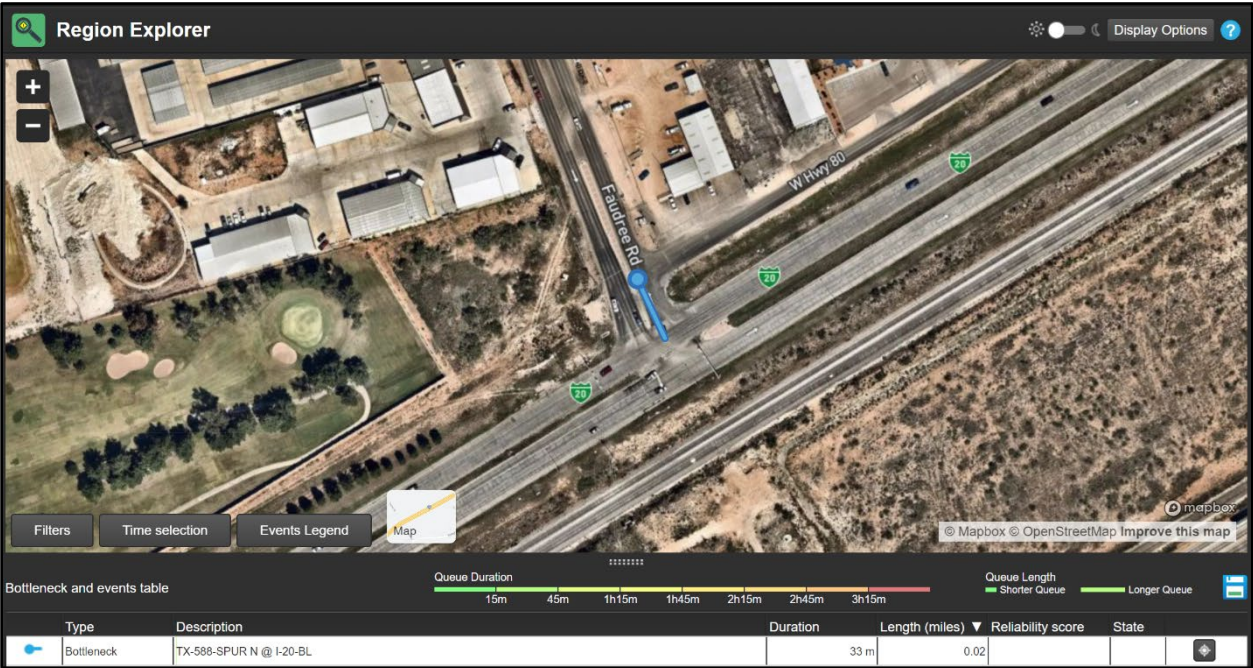 Region Explorer
Display Options
?
+
−
W Hwy 80
20
Faudree Rd
20
20
Filters
Time selection
Events Legend
Map
mapbox
© Mapbox © OpenStreetMap Improve this map
Bottleneck and events table
Queue Duration
15m 45m 1h15m 1h45m 2h15m 2h45m 3h15m
Queue Length
Shorter Queue Longer Queue
Type Description Duration Length (miles) ▼ Reliability score State
Bottleneck TX-588-SPUR N @ I-20-BL 33 m 0.02